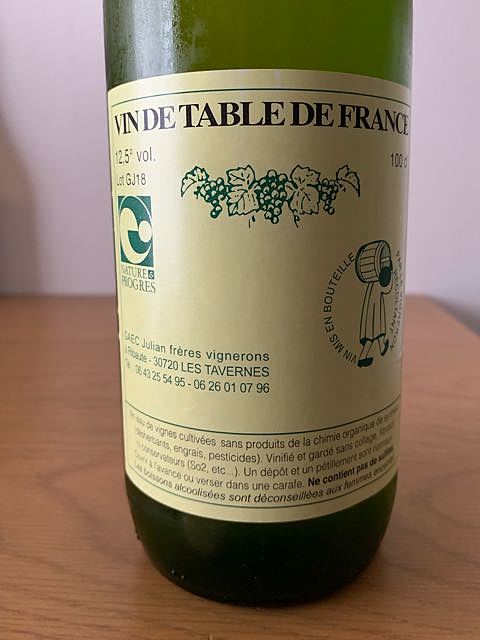 VIN DE TABLE DE FRANCE
12,5° vol.
100 cl
Lot GJ18
NATURE &
PROGRES
VIN MIS EN BOUTEILLE
GAEC Julian frères vignerons
à Ribaute - 30720 LES TAVERNES
Tél. 06 43 25 54 95 - 06 26 01 07 96
Vin issu de vignes cultivées sans produits de la chimie organique de synthèse
(désherbants, engrais, pesticides). Vinifié et gardé sans collage,
ni conservateurs (So2, etc...). Un dépôt et un pétillement sont normaux.
Ouvrir à l'avance ou verser dans une carafe. Ne contient pas de sulfites.
Les boissons alcoolisées sont déconseillées aux femmes enceintes